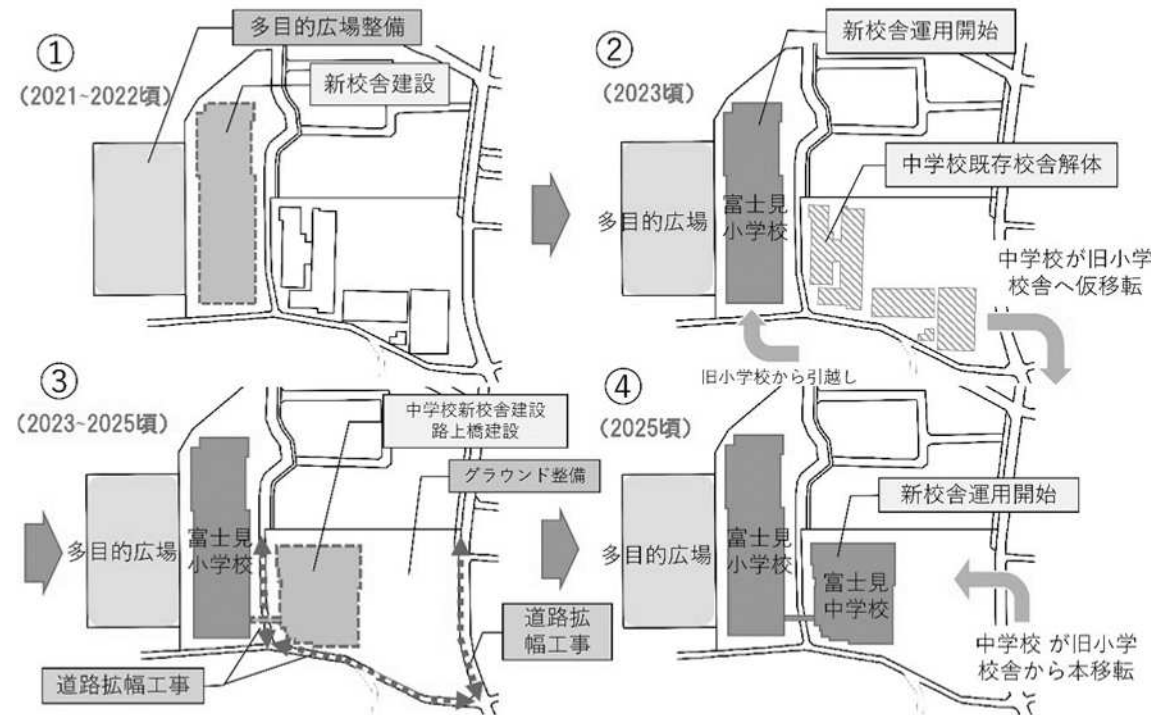 ①
(2021~2022頃)
多目的広場整備
新校舎建設
②
(2023頃)
新校舎運用開始
中学校既存校舎解体
多目的広場
富士見
小学校
中学校が旧小学
校舎へ仮移転
旧小学校から引越し
③
(2023~2025頃)
中学校新校舎建設
路上橋建設
グラウンド整備
多目的広場
富士見
小学校
道路拡
幅工事
道路拡幅工事
④
(2025頃)
新校舎運用開始
多目的広場
富士見
小学校
富士見
中学校
中学校 が旧小学
校舎から本移転